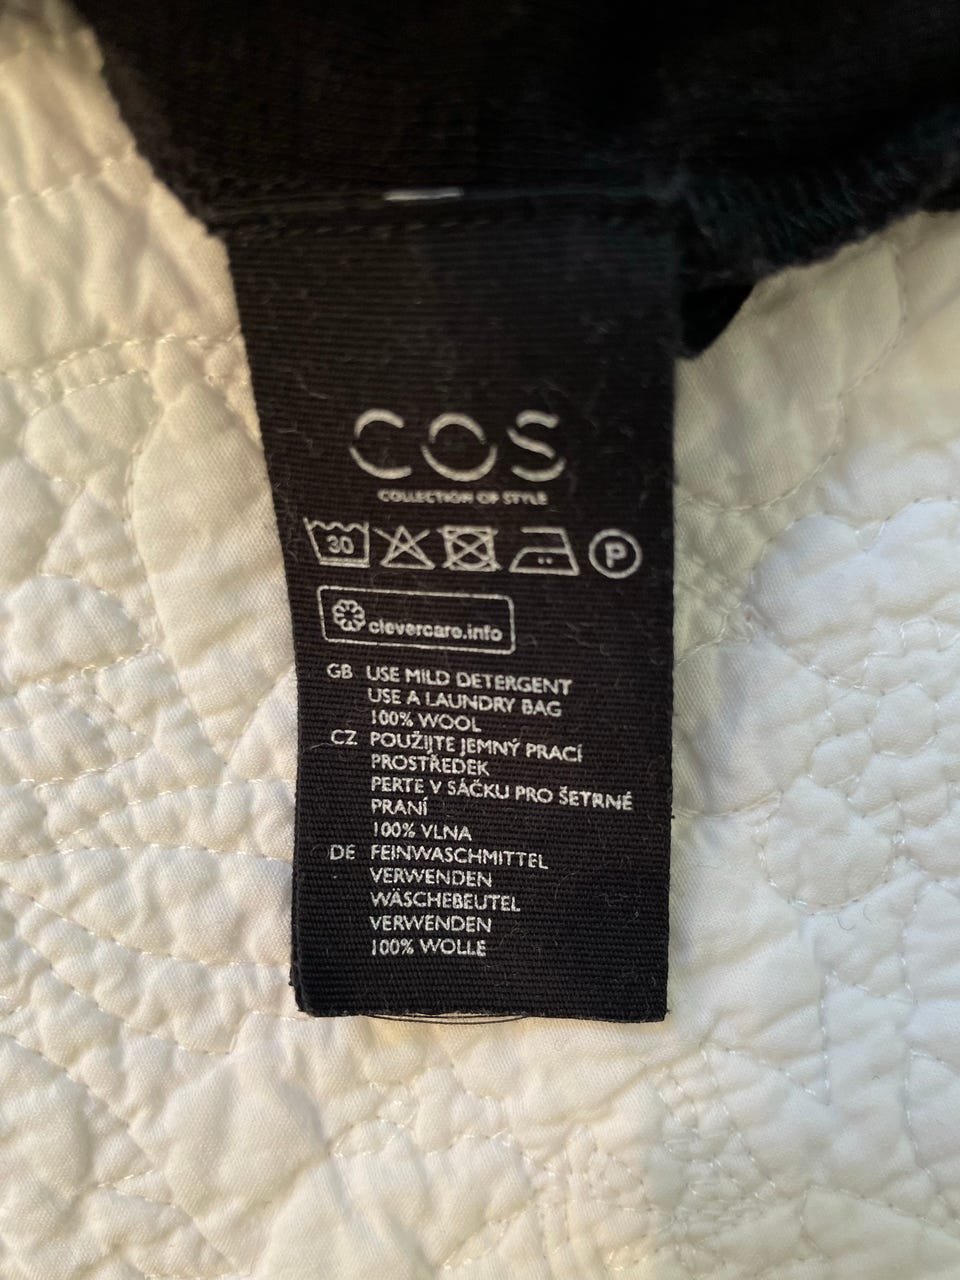 COS
COLLECTION OF STYLE
30 P
clevercare.info
GB USE MILD DETERGENT
USE A LAUNDRY BAG
100% WOOL
CZ POUŽIJTE JEMNÝ PRACÍ
PROSTŘEDEK
PERTE V SÁČKU PRO ŠETRNÉ
PRANÍ
100% VLNA
DE FEINWASCHMITTEL
VERWENDEN
WÄSCHEBEUTEL
VERWENDEN
100% WOLLE